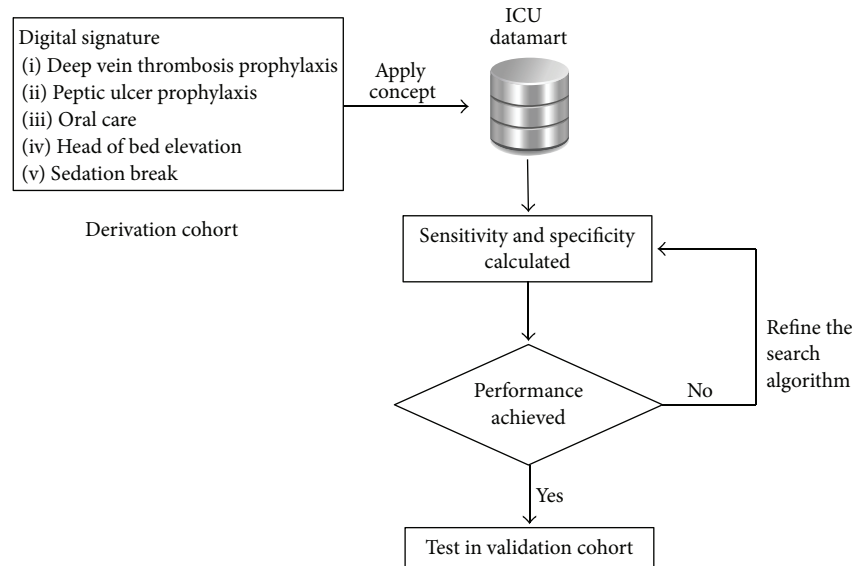 Digital signature
(i) Deep vein thrombosis prophylaxis
(ii) Peptic ulcer prophylaxis
(iii) Oral care
(iv) Head of bed elevation
(v) Sedation break
Derivation cohort
Apply
concept
ICU
datamart
Sensitivity and specificity
calculated
Performance
achieved
No
Refine the
search
algorithm
Yes
Test in validation cohort